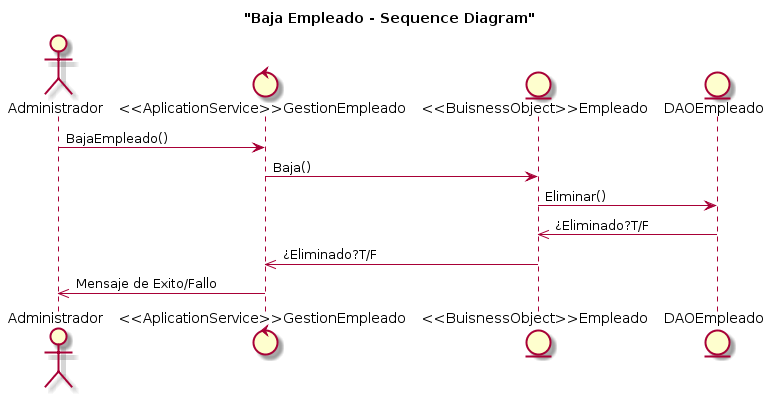 "Baja Empleado - Sequence Diagram"
Administrador <<AplicationService>>GestionEmpleado <<BuisnessObject>>Empleado DAOEmpleado
BajaEmpleado()
Baja()
Eliminar()
¿Eliminado?T/F
¿Eliminado?T/F
Mensaje de Exito/Fallo
Administrador <<AplicationService>>GestionEmpleado <<BuisnessObject>>Empleado DAOEmpleado